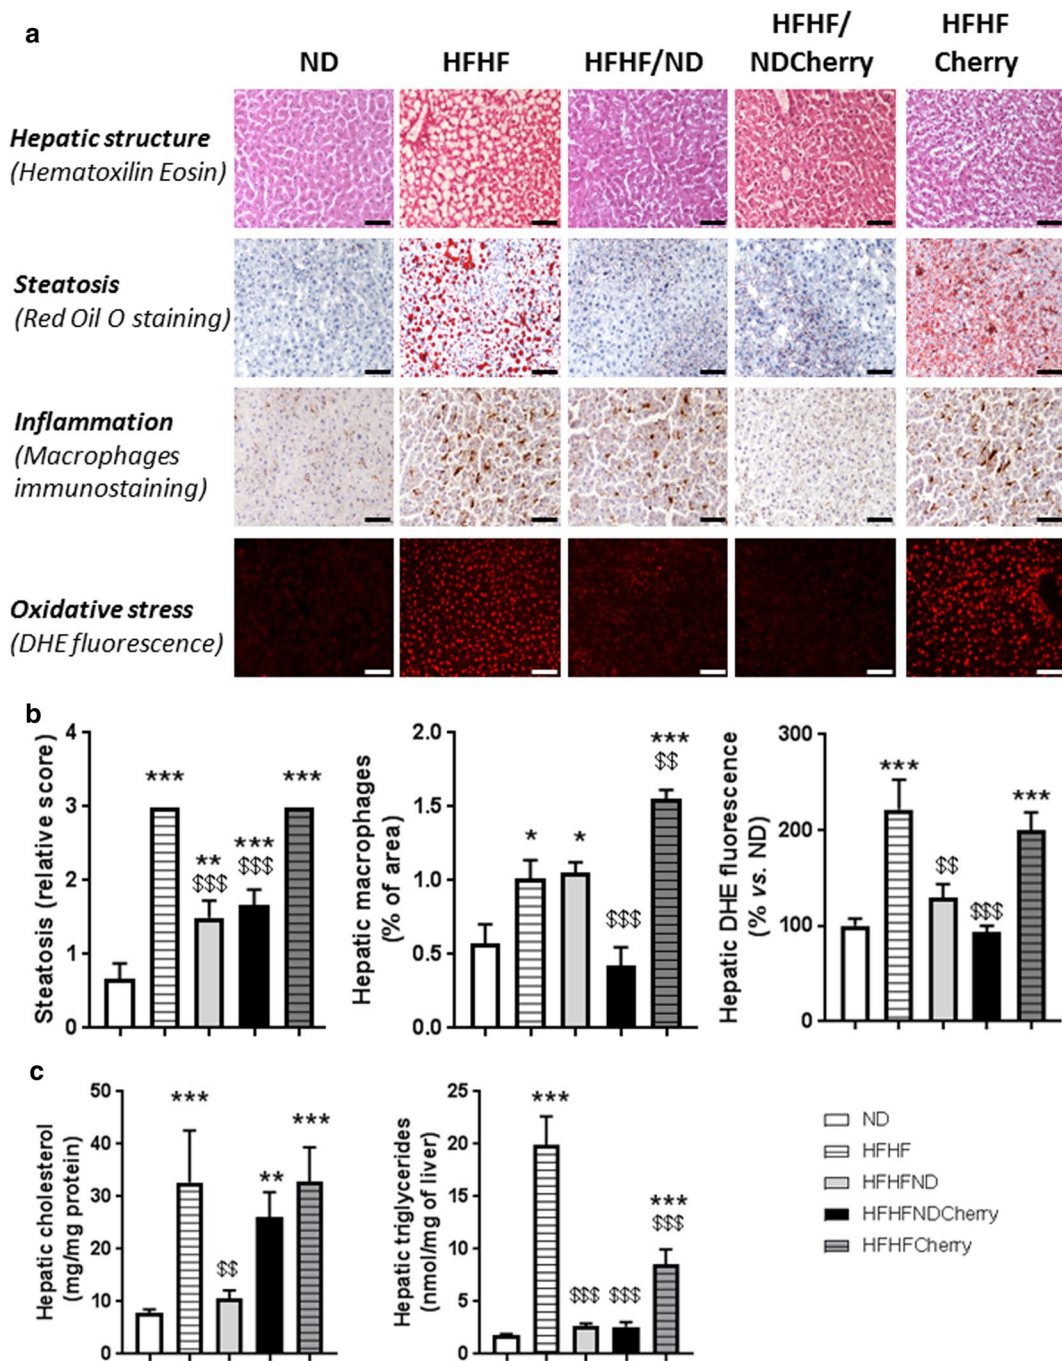 a
ND
HFHF
HFHF/ND
HFHF/
NDCherry
HFHF
Cherry
Hepatic structure
(Hematoxilin Eosin)
Steatosis
(Red Oil O staining)
Inflammation
(Macrophages
immunostaining)
Oxidative stress
(DHE fluorescence)
b
Steatosis (relative score)
4
3
2
1
0
***
**
$$$
***
$$$
***
Hepatic macrophages
(% of area)
2.0
1.5
1.0
0.5
0.0
*
*
$$$
***
$$
Hepatic DHE fluorescence
(% vs. ND)
300
200
100
0
***
$$
$$$
***
c
Hepatic cholesterol
(mg/mg protein)
50
40
30
20
10
0
***
$$
**
***
Hepatic triglycerides
(nmol/mg of liver)
25
20
15
10
5
0
***
$$$
$$$
***
$$$
ND
HFHF
HFHFND
HFHFNDCherry
HFHFCherry